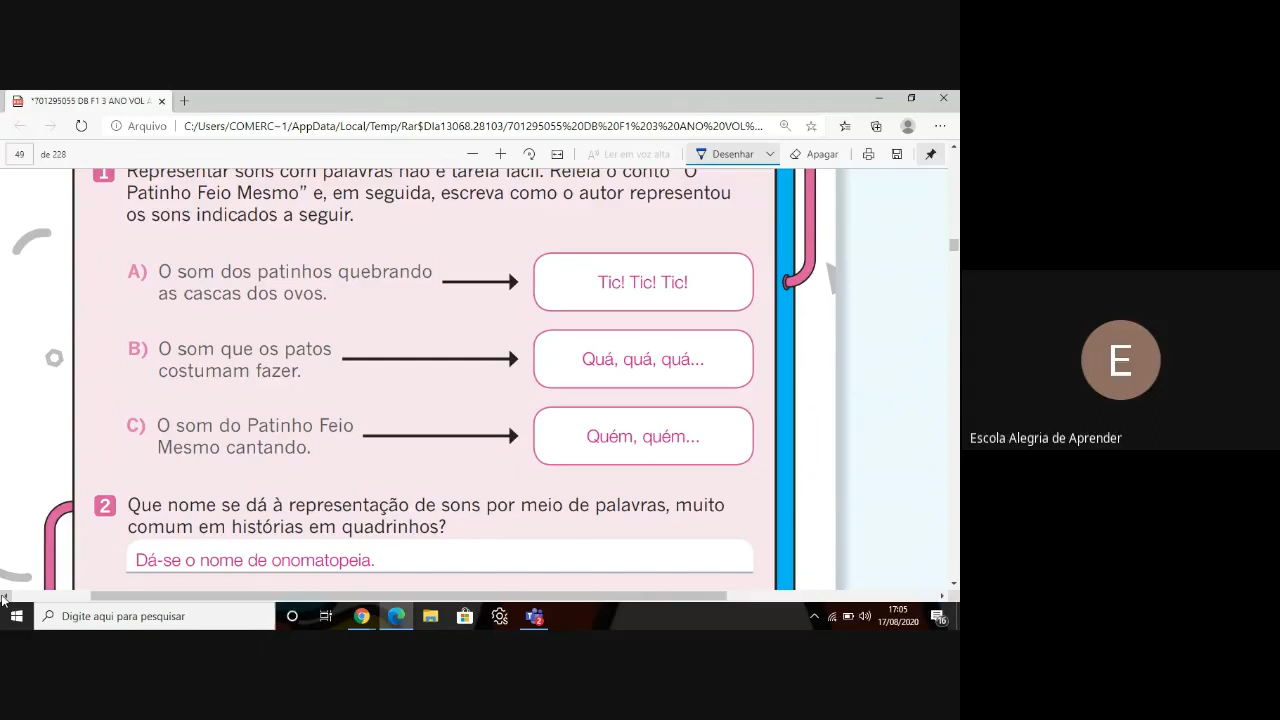 *701295055 DB F1 3 ANO VOL
Arquivo
C:/Users/COMERC~1/AppData/Local/Temp/Rar$DIa13068.28103/701295055%20DB%20F1%203%20ANO%20VOL%...
49 de 228
Ler em voz alta
Desenhar
Apagar
1 Representar sons com palavras não é tarefa fácil. Releia o conto "O
Patinho Feio Mesmo" e, em seguida, escreva como o autor representou
os sons indicados a seguir.
A) O som dos patinhos quebrando
as cascas dos ovos.
Tic! Tic! Tic!
B) O som que os patos
costumam fazer.
Quá, quá, quá...
C) O som do Patinho Feio
Mesmo cantando.
Quém, quém...
2 Que nome se dá à representação de sons por meio de palavras, muito
comum em histórias em quadrinhos?
Dá-se o nome de onomatopeia.
E
Escola Alegria de Aprender
Digite aqui para pesquisar
2
17:05
17/08/2020
16